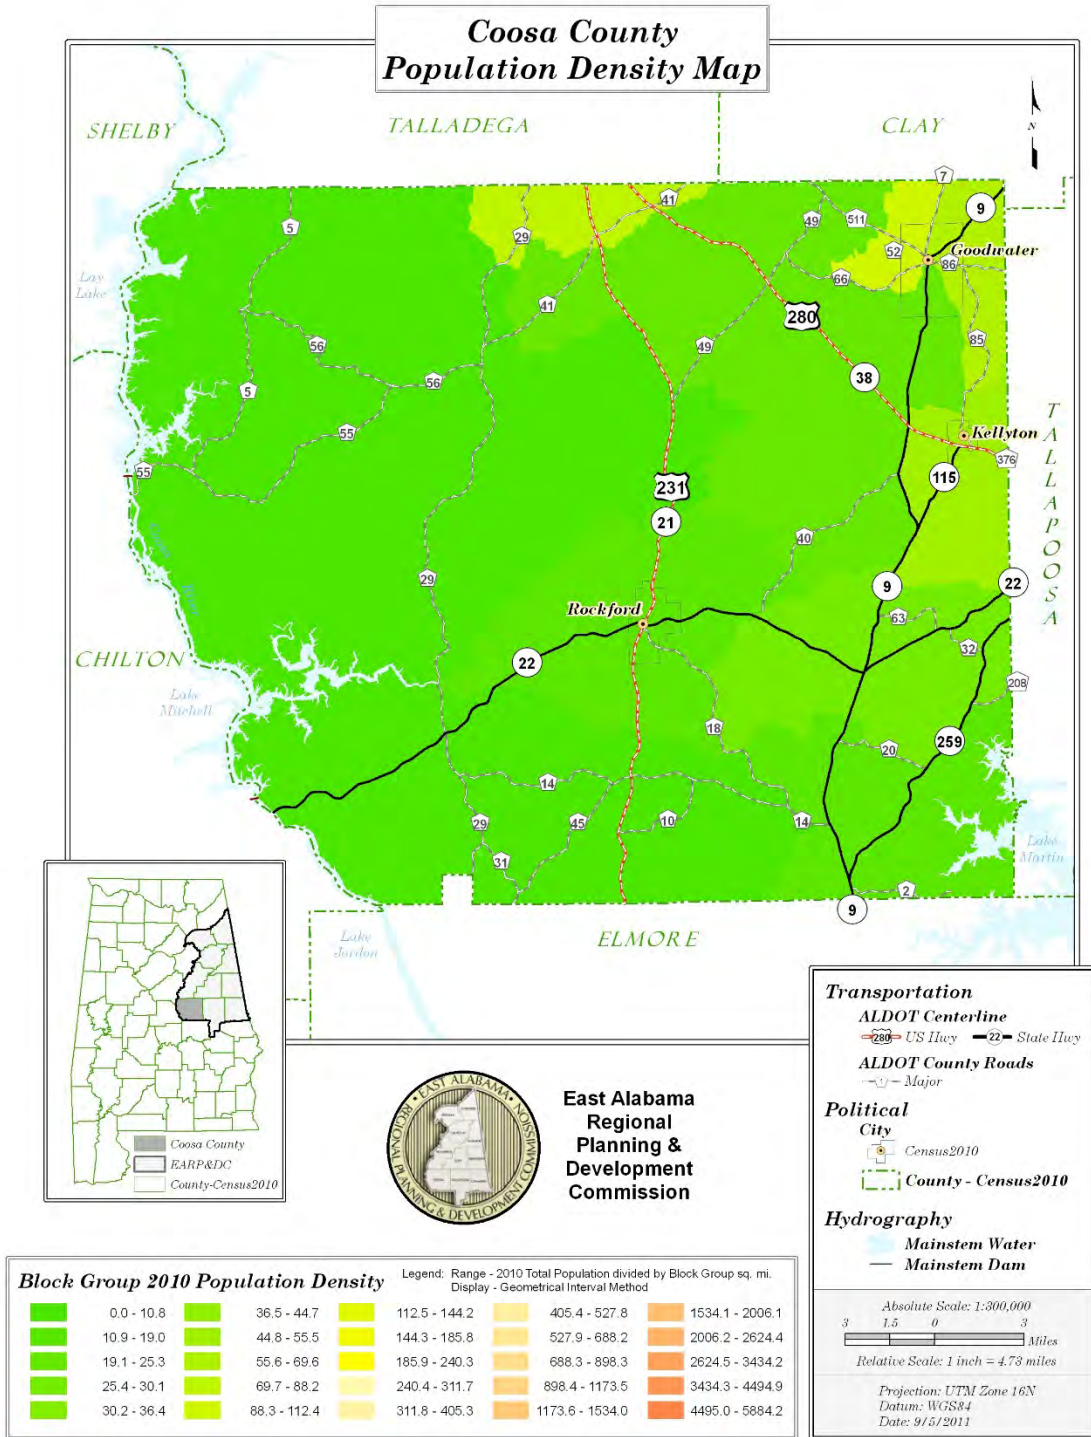 Coosa County
Population Density Map
SHELBY
TALLADEGA
CLAY
N
7
9
41
5
29
49
511
52
Goodwater
86
66
Lay
Lake
280
41
56
49
85
38
56
5
55
TALLAPOOSA
Kellyton
55
376
231
115
21
40
Coosa
River
29
9
22
Rockford
63
32
CHILTON
22
208
Lake
Mitchell
18
259
20
14
29
45
10
14
Lake
Martin
31
2
9
Lake
Jordon
ELMORE
Coosa County
EARP&DC
County-Census2010
EAST ALABAMA
REGIONAL PLANNING & DEVELOPMENT COMMISSION
East Alabama
Regional
Planning &
Development
Commission
Transportation
ALDOT Centerline
280 US Hwy 22 State Hwy
ALDOT County Roads
1 Major
Political
City
Census2010
County - Census2010
Hydrography
Mainstem Water
Mainstem Dam
Absolute Scale: 1:300,000
3 1.5 0 3
Miles
Relative Scale: 1 inch = 4.73 miles
Projection: UTM Zone 16N
Datum: WGS84
Date: 9/5/2011
Block Group 2010 Population Density
Legend: Range - 2010 Total Population divided by Block Group sq. mi.
Display - Geometrical Interval Method
0.0 - 10.8 36.5 - 44.7 112.5 - 144.2 405.4 - 527.8 1534.1 - 2006.1
10.9 - 19.0 44.8 - 55.5 144.3 - 185.8 527.9 - 688.2 2006.2 - 2624.4
19.1 - 25.3 55.6 - 69.6 185.9 - 240.3 688.3 - 898.3 2624.5 - 3434.2
25.4 - 30.1 69.7 - 88.2 240.4 - 311.7 898.4 - 1173.5 3434.3 - 4494.9
30.2 - 36.4 88.3 - 112.4 311.8 - 405.3 1173.6 - 1534.0 4495.0 - 5884.2